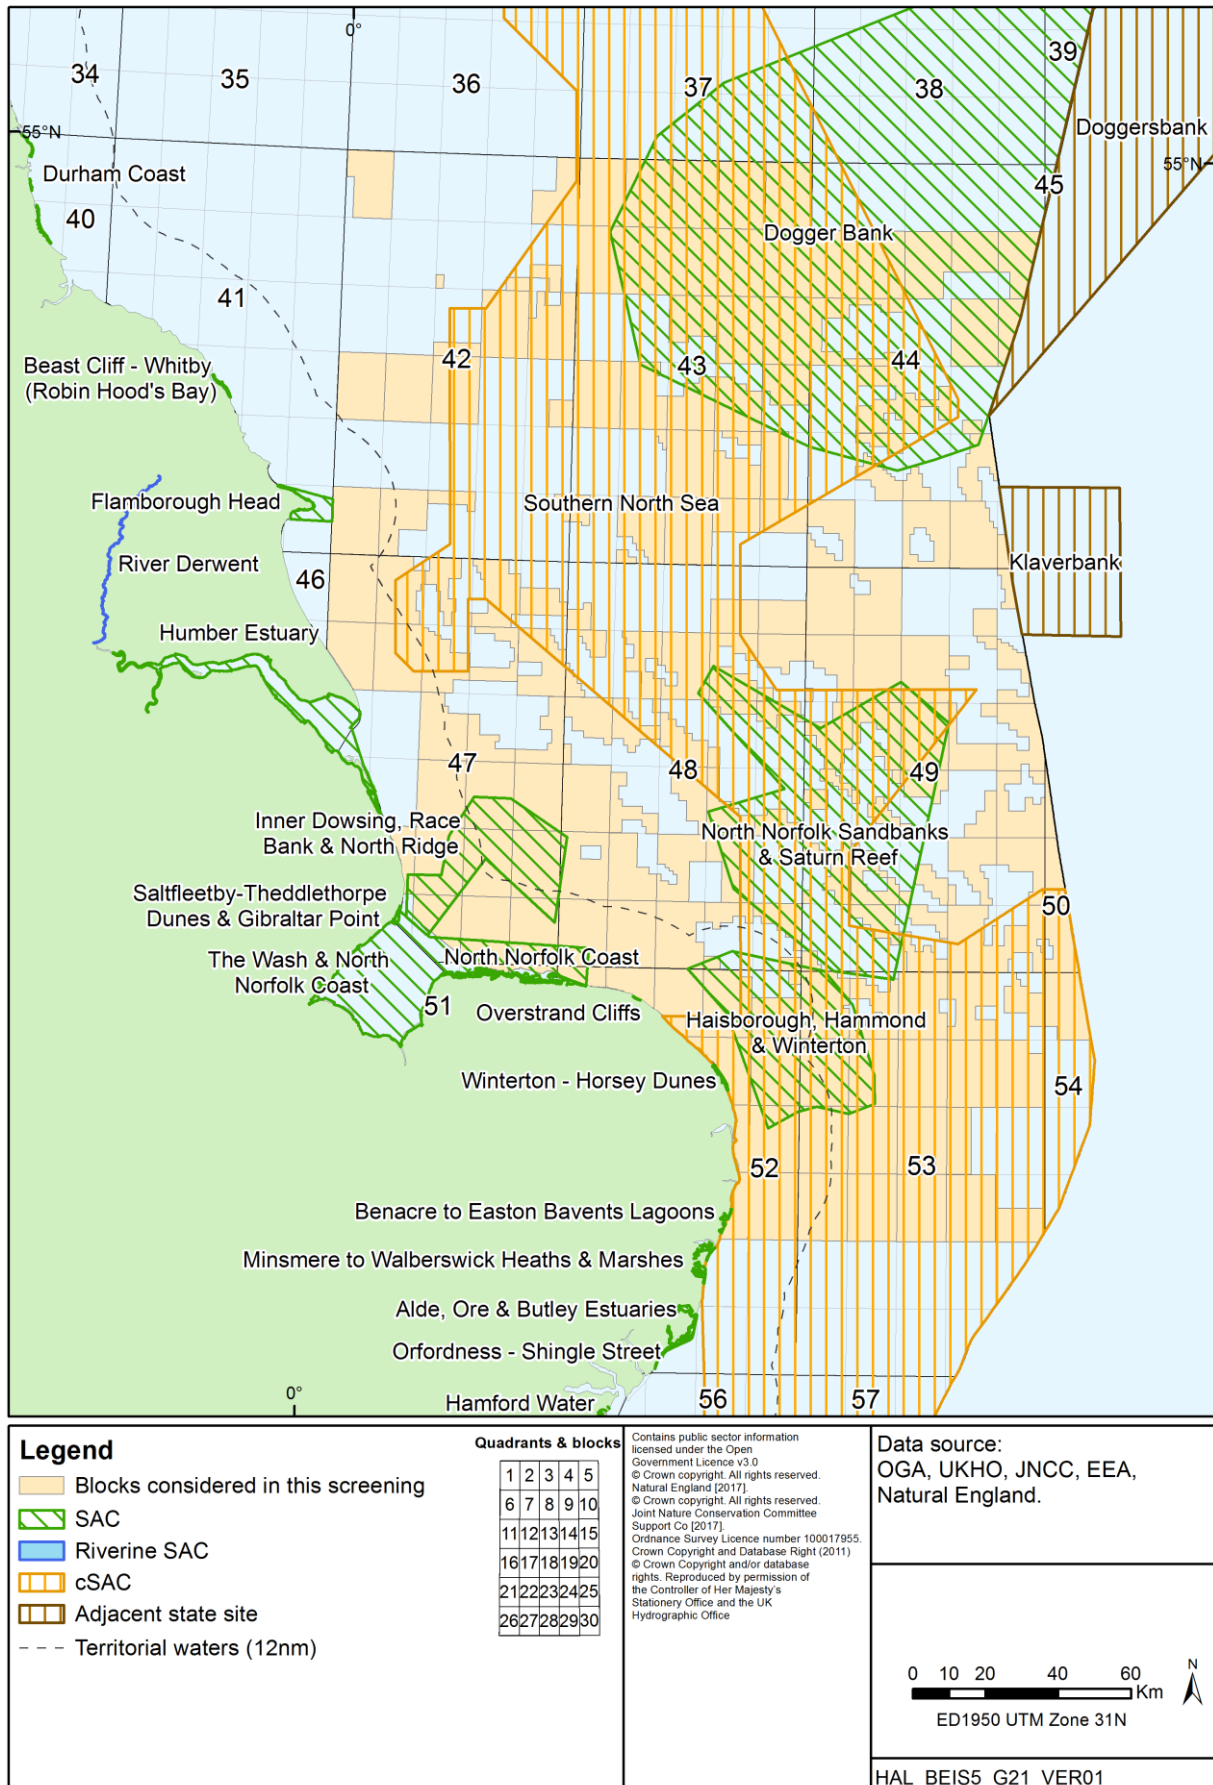 0°
39
34
35
36
37
38
55°N
Doggersbank
55°N
Durham Coast
45
40
Dogger Bank
41
42
43
44
Beast Cliff - Whitby
(Robin Hood's Bay)
Flamborough Head
Southern North Sea
River Derwent
46
Klaverbank
Humber Estuary
47
48
49
Inner Dowsing, Race
Bank & North Ridge
North Norfolk Sandbanks
& Saturn Reef
Saltfleetby-Theddlethorpe
Dunes & Gibraltar Point
50
The Wash & North
Norfolk Coast
North Norfolk Coast
51
Overstrand Cliffs
Haisborough, Hammond
& Winterton
Winterton - Horsey Dunes
54
52
53
Benacre to Easton Bavents Lagoons
Minsmere to Walberswick Heaths & Marshes
Alde, Ore & Butley Estuaries
Orfordness - Shingle Street
0°
Hamford Water
56
57
Legend
Blocks considered in this screening
SAC
Riverine SAC
cSAC
Adjacent state site
Territorial waters (12nm)
Quadrants & blocks
1 2 3 4 5
6 7 8 9 10
11 12 13 14 15
16 17 18 19 20
21 22 23 24 25
26 27 28 29 30
Contains public sector information
licensed under the Open
Government Licence v3.0
© Crown copyright. All rights reserved.
Natural England [2017].
© Crown copyright. All rights reserved.
Joint Nature Conservation Committee
Support Co [2017].
Ordnance Survey Licence number 100017955.
Crown Copyright and Database Right (2011)
© Crown Copyright and/or database
rights. Reproduced by permission of
the Controller of Her Majesty's
Stationery Office and the UK
Hydrographic Office
Data source:
OGA, UKHO, JNCC, EEA,
Natural England.
0 10 20 40 60
Km
N
ED1950 UTM Zone 31N
HAL_BEIS5_G21_VER01